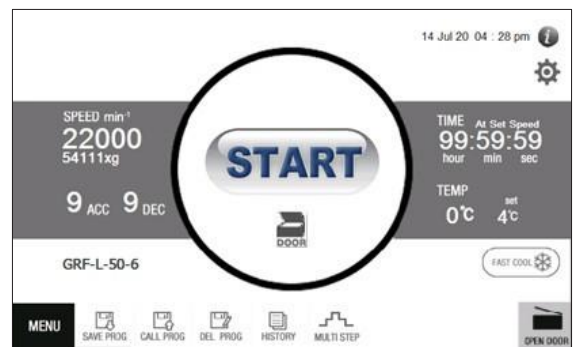 14 Jul 20 04 : 28 pm
SPEED min⁻¹
22000
54111xg
9 ACC 9 DEC
START
DOOR
TIME At Set Speed
99:59:59
hour min sec
TEMP
set
0℃ 4℃
GRF-L-50-6
FAST COOL
MENU SAVE PROG CALL PROG DEL PROG HISTORY MULTI STEP OPEN DOOR